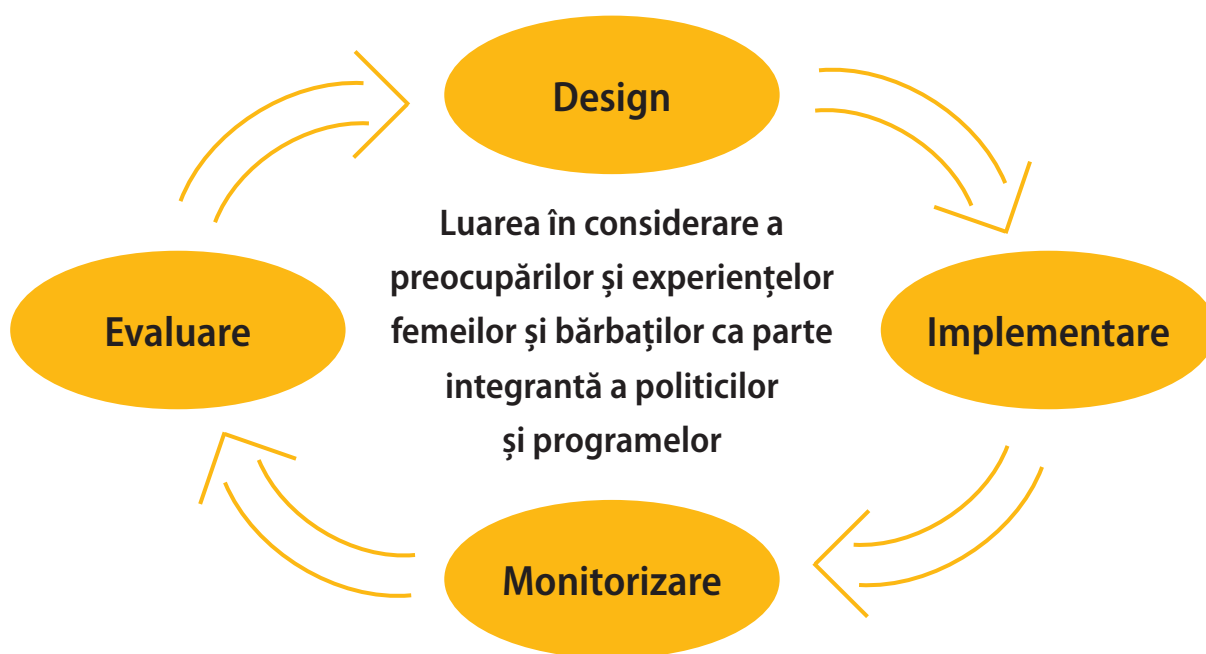 Design
Luarea în considerare a
preocupărilor și experiențelor
femeilor și bărbaților ca parte
integrantă a politicilor
și programelor
Evaluare
Implementare
Monitorizare